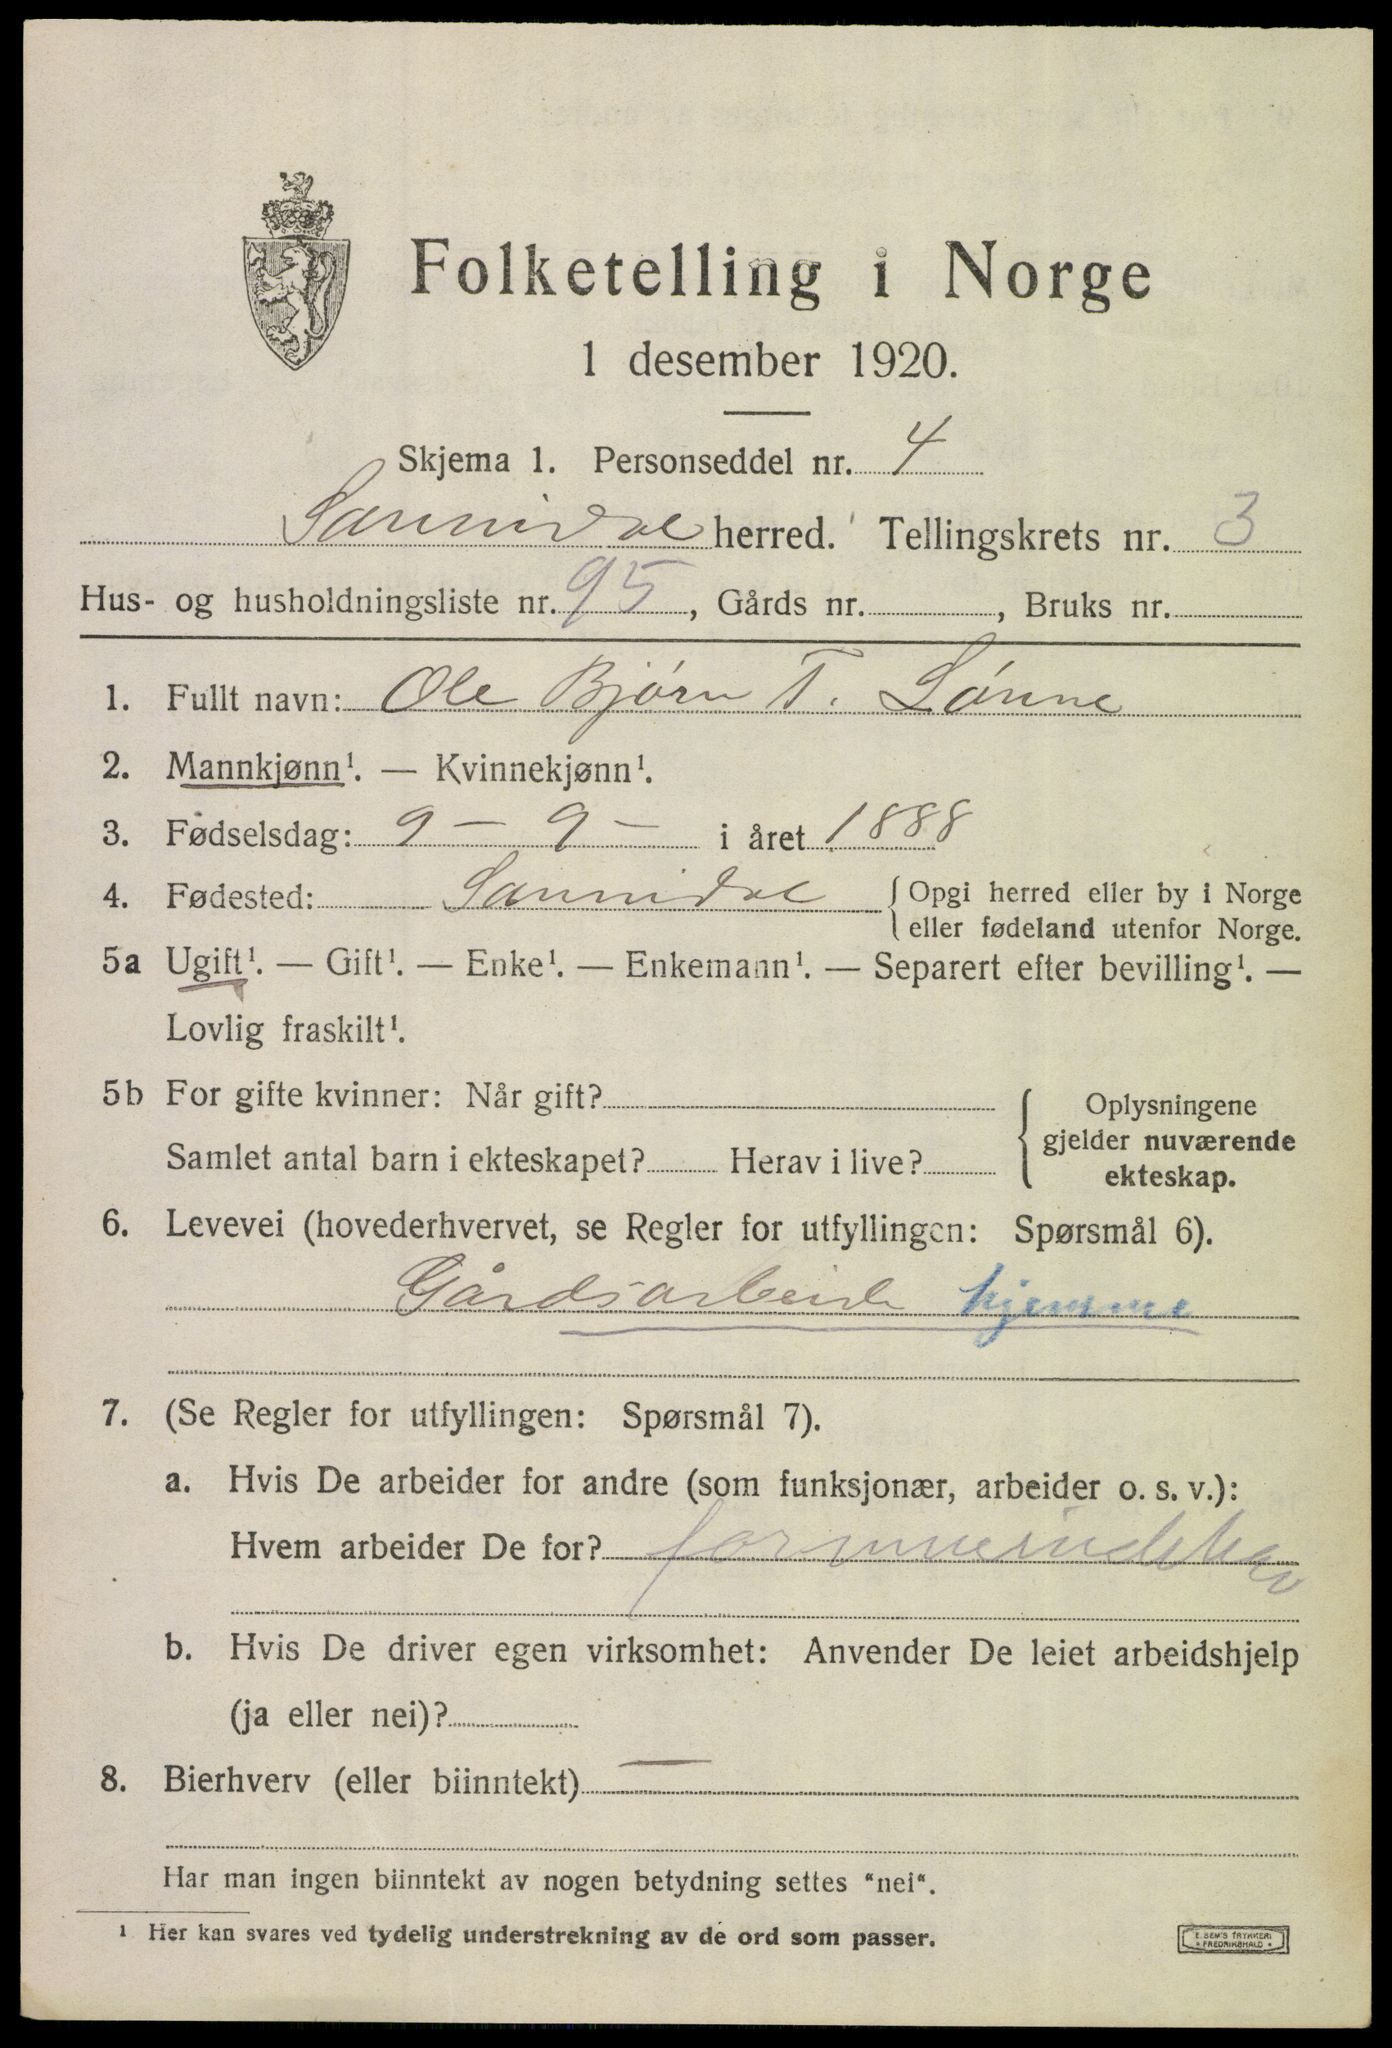 Folketelling i Norge
1 desember 1920.
Skjema 1. Personseddel nr. 4
Sannidal herred. Tellingskrets nr. 3
Hus- og husholdningsliste nr. 95, Gårds nr. , Bruks nr.
1. Fullt navn: Ole Bjørn T. Lønne
2. Mannkjønn¹. — Kvinnekjønn¹.
3. Fødselsdag: 9 - 9 - i året 1888
4. Fødested: Sannidal { Opgi herred eller by i Norge
eller fødeland utenfor Norge.
5a Ugift¹. — Gift¹. — Enke¹. — Enkemann¹. — Separert efter bevilling¹. —
Lovlig fraskilt¹.
5b For gifte kvinner: Når gift?
Samlet antal barn i ekteskapet? Herav i live?
Oplysningene
gjelder nuværende
ekteskap.
6. Levevei (hovederhvervet, se Regler for utfyllingen: Spørsmål 6).
Gårdsarbeide hjemme
7. (Se Regler for utfyllingen: Spørsmål 7).
a. Hvis De arbeider for andre (som funksjonær, arbeider o. s. v.):
Hvem arbeider De for?
b. Hvis De driver egen virksomhet: Anvender De leiet arbeidshjelp
(ja eller nei)?
8. Bierhverv (eller biinntekt) —
Har man ingen biinntekt av nogen betydning settes "nei".
¹ Her kan svares ved tydelig understrekning av de ord som passer.
E. SEM'S TRYKKERI
• FREDRIKSHALD •